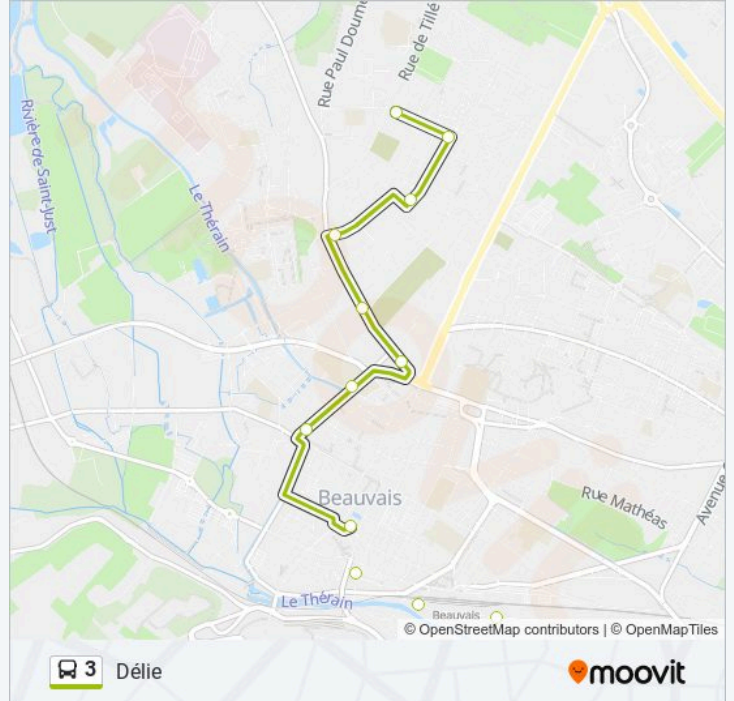 Rue Paul Doume
Rue de Tillé
Rivière de Saint-Just
Le Thérain
Beauvais
Rue Mathéas
Avenue
Le Thérain
Beauvais
© OpenStreetMap contributors | © OpenMapTiles
3 Délie
moovit